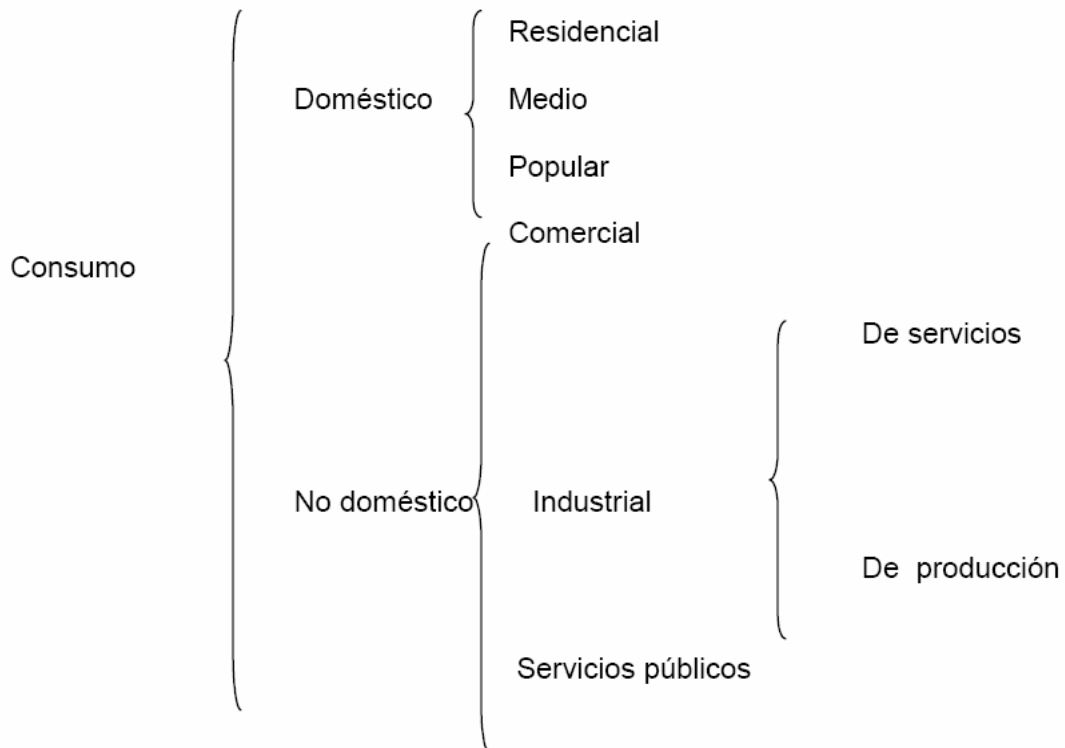 Residencial
Doméstico
Medio
Popular
Comercial
Consumo
De servicios
No doméstico
Industrial
De producción
Servicios públicos